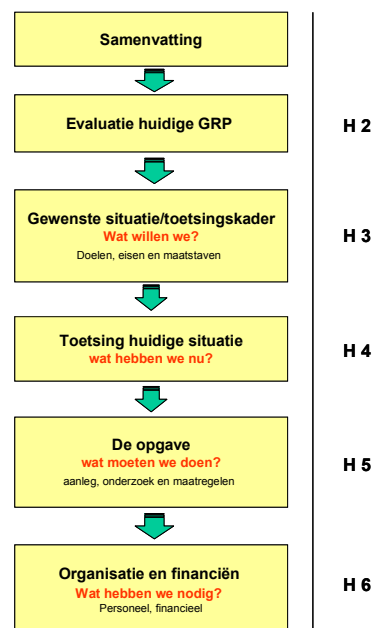 Samenvatting
Evaluatie huidige GRP
H 2
Gewenste situatie/toetsingskader
Wat willen we?
Doelen, eisen en maatstaven
H 3
Toetsing huidige situatie
wat hebben we nu?
H 4
De opgave
wat moeten we doen?
aanleg, onderzoek en maatregelen
H 5
Organisatie en financiën
Wat hebben we nodig?
Personeel, financieel
H 6